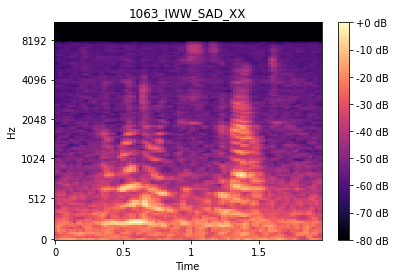 1063_IWW_SAD_XX
8192
4096
2048
1024
512
0
Hz
0
0.5
1
1.5
Time
+0 dB
-10 dB
-20 dB
-30 dB
-40 dB
-50 dB
-60 dB
-70 dB
-80 dB